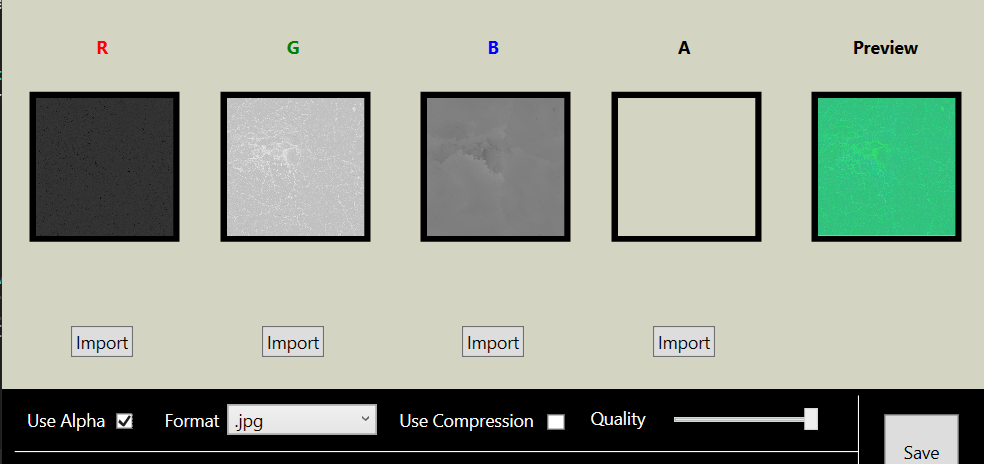 R G B A Preview
Import Import Import Import
Use Alpha Format .jpg Use Compression Quality
Save